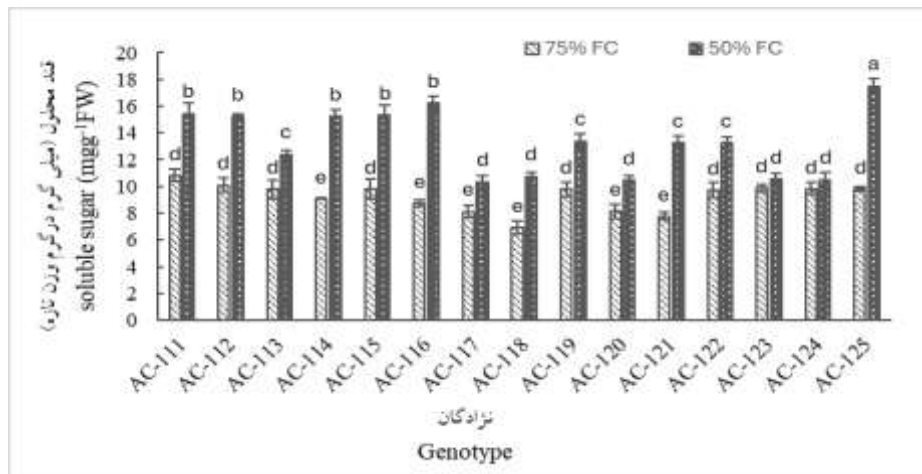 قند محلول (میلی گرم در گرم وزن تازه)
soluble sugar (mgg⁻¹FW)
20
18
16
14
12
10
8
6
4
2
0
75% FC
50% FC
d b d b d c e b d b e b e d e d d c e d e c d c d d d d d a
AC-111
AC-112
AC-113
AC-114
AC-115
AC-116
AC-117
AC-118
AC-119
AC-120
AC-121
AC-122
AC-123
AC-124
AC-125
نژادگان
Genotype